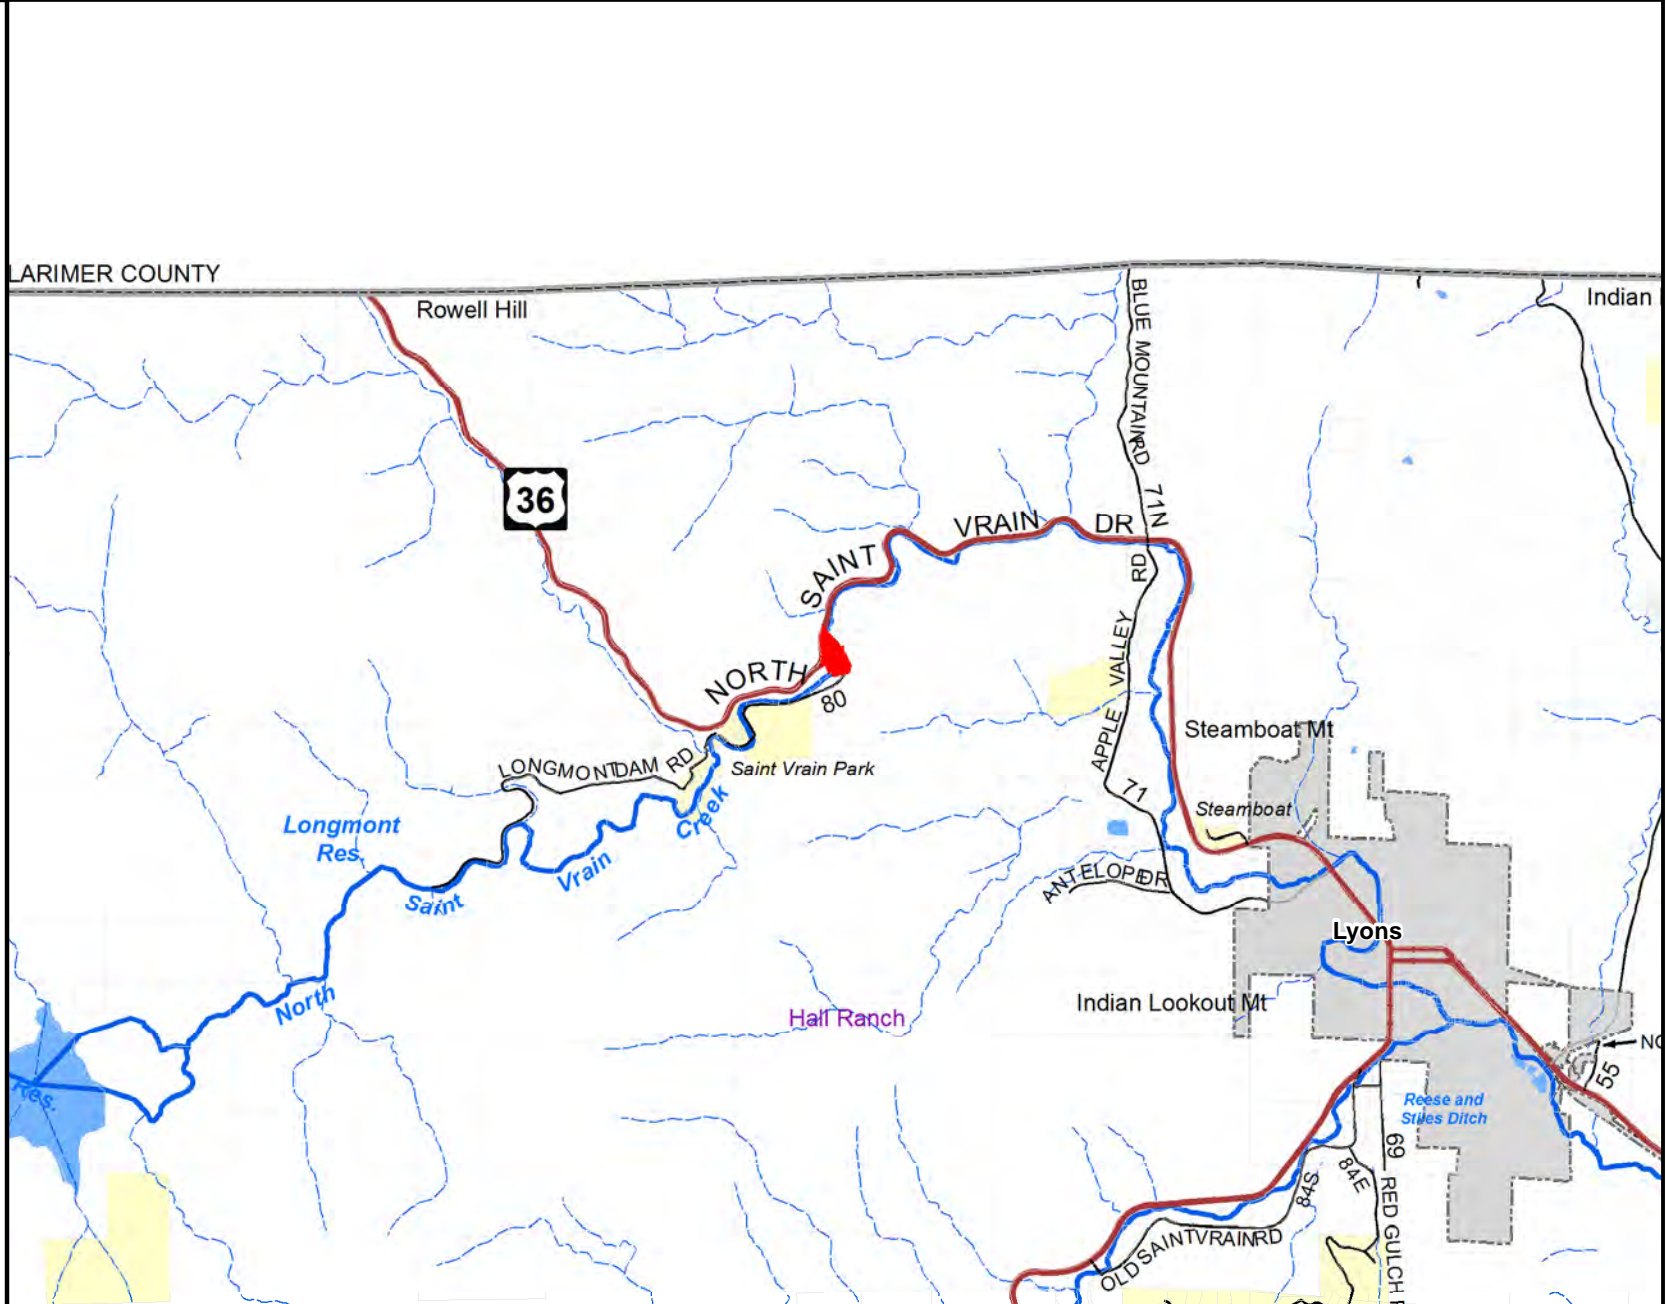 LARIMER COUNTY
Rowell Hill
Indian
BLUE MOUNTAIN RD
36
71N
NORTH SAINT VRAIN DR
RD
APPLE VALLEY
80
LONGMONT DAM RD
Saint Vrain Park
Steamboat Mt
71
Steamboat
Longmont
Res.
North Saint Vrain Creek
ANTELOPE DR
Lyons
Indian Lookout Mt
Hall Ranch
Res.
55
Reese and
Stiles Ditch
69
84E
84S
RED GULCH
OLD SAINT VRAIN RD